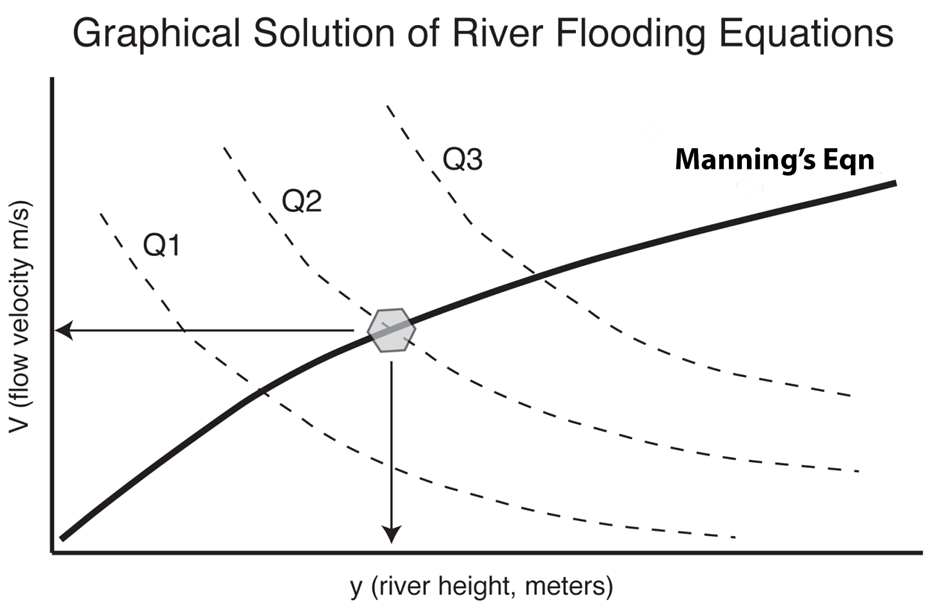 Graphical Solution of River Flooding Equations
Q3
Manning's Eqn
Q2
Q1
V (flow velocity m/s)
y (river height, meters)